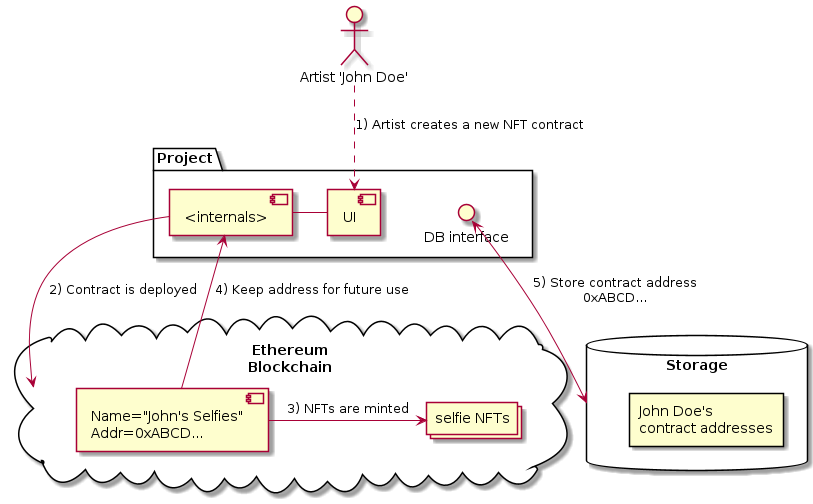 Artist 'John Doe'
1) Artist creates a new NFT contract
Project
<internals>
UI
DB interface
2) Contract is deployed
4) Keep address for future use
5) Store contract address
0xABCD...
Ethereum
Blockchain
Name="John's Selfies"
Addr=0xABCD...
3) NFTs are minted
selfie NFTs
Storage
John Doe's
contract addresses